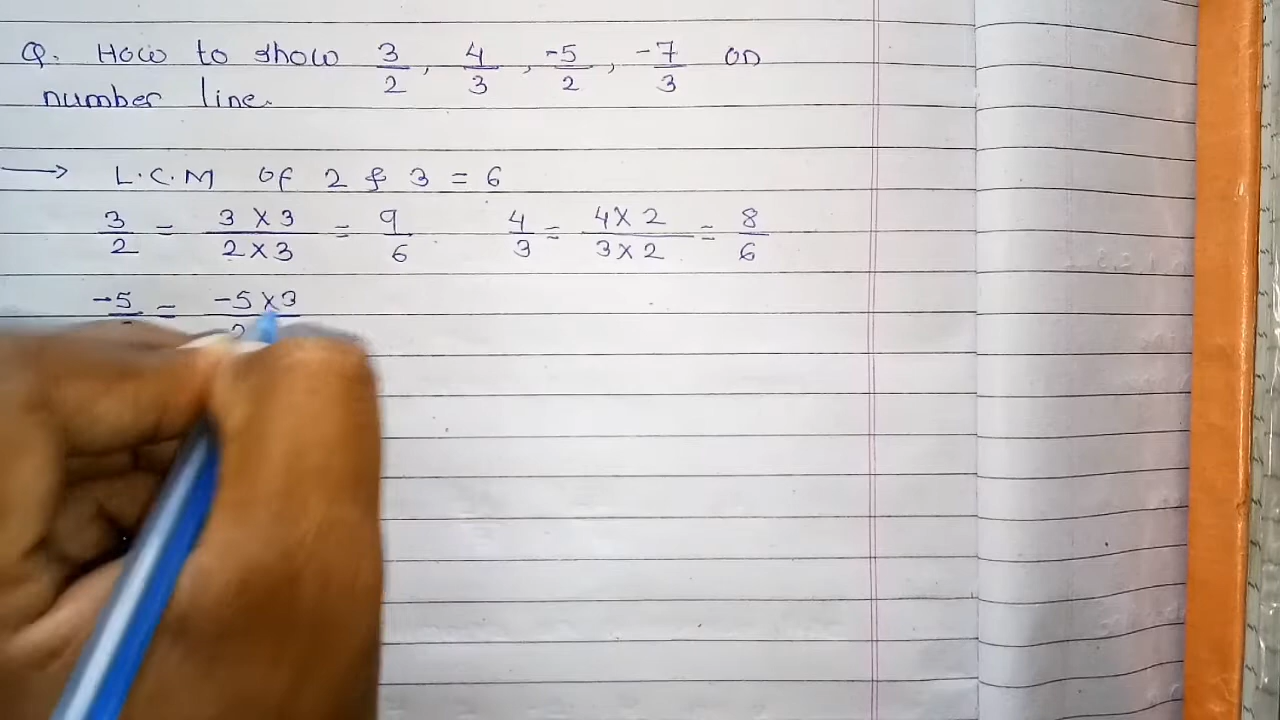 Q. How to show 3/2, 4/3, -5/2, -7/3 on
number line.
→ L.C.M of 2 & 3 = 6
3/2 = 3 × 3/2 × 3 = 9/6 4/3 = 4 × 2/3 × 2 = 8/6
-5/ = -5 × 3/2